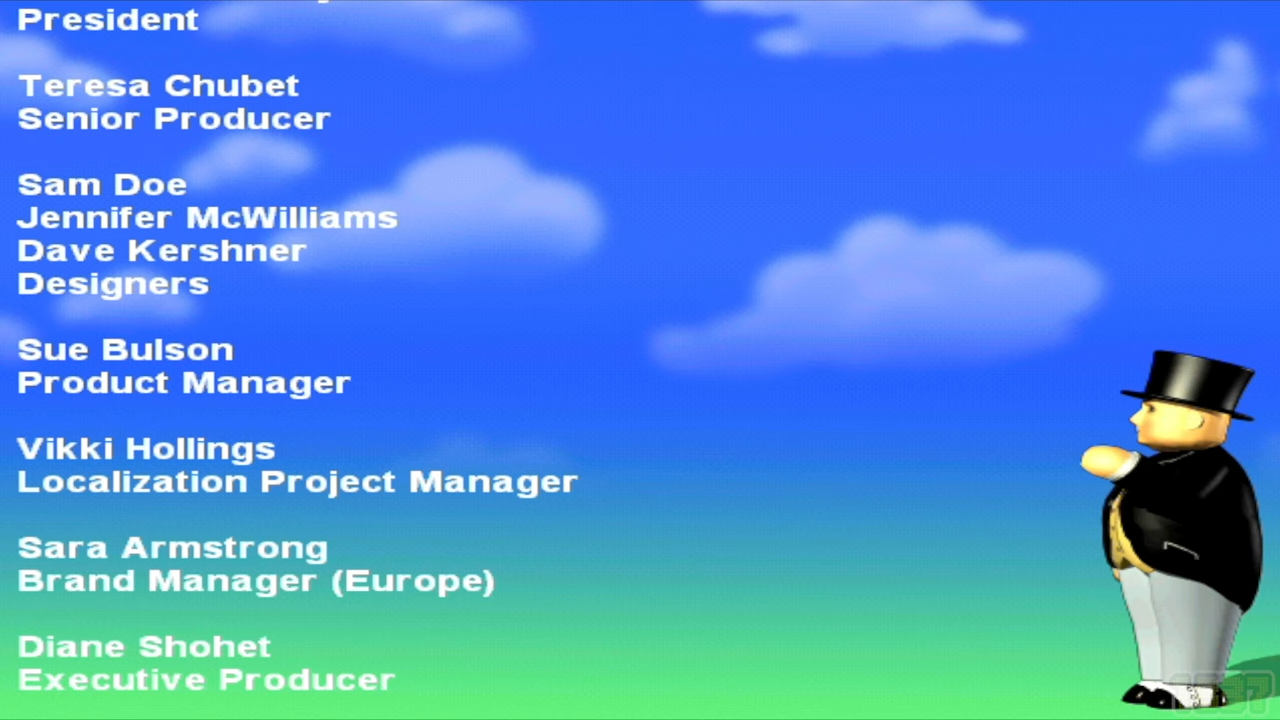 President
Teresa Chubet
Senior Producer
Sam Doe
Jennifer McWilliams
Dave Kershner
Designers
Sue Bulson
Product Manager
Vikki Hollings
Localization Project Manager
Sara Armstrong
Brand Manager (Europe)
Diane Shohet
Executive Producer